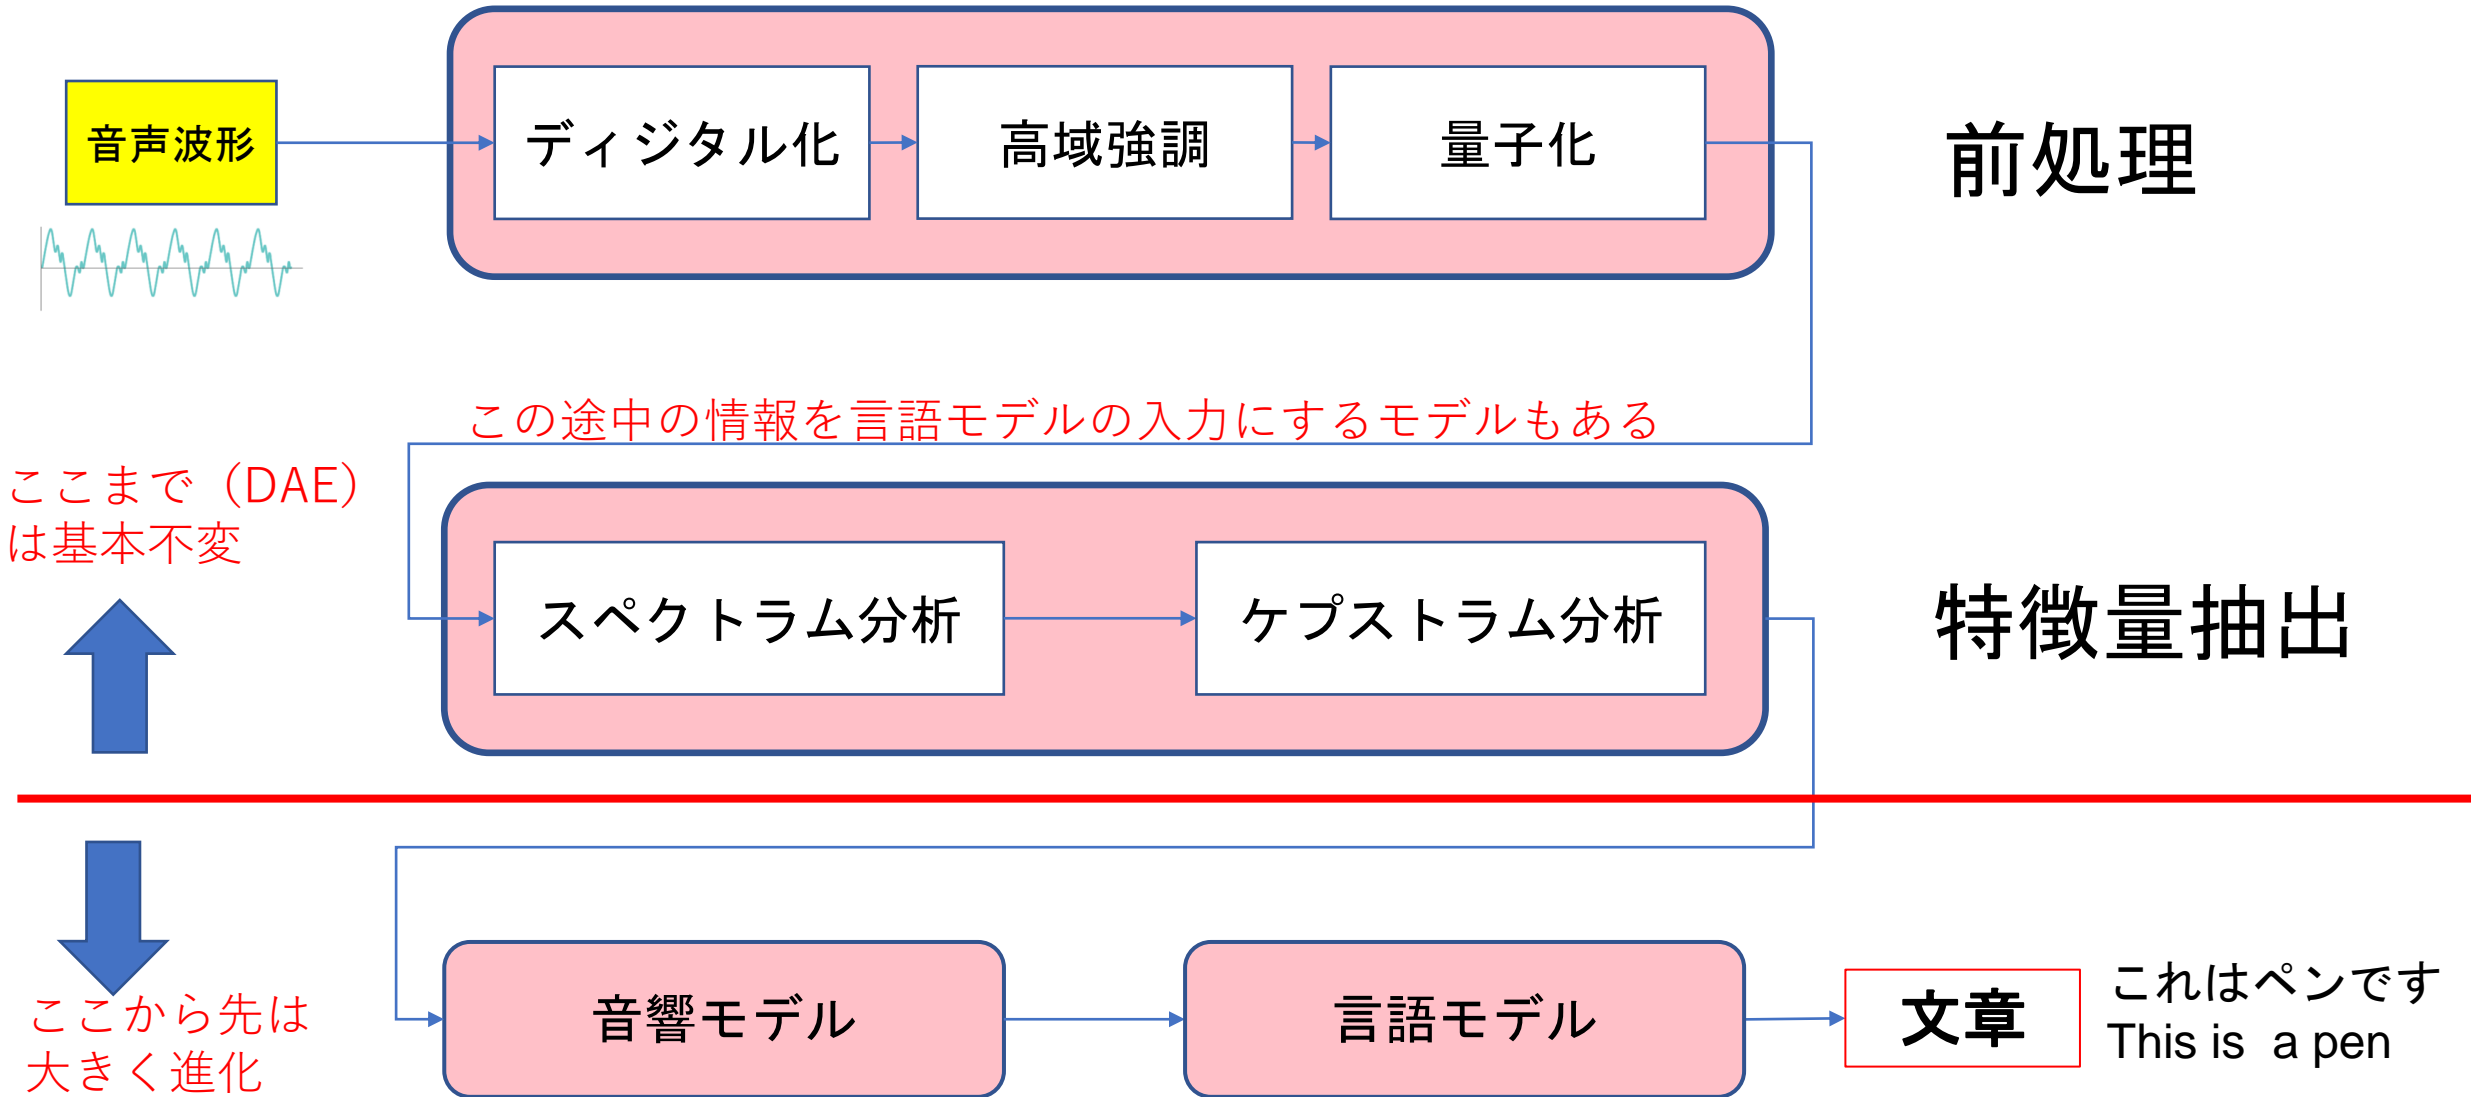 音声波形
ディジタル化
高域強調
量子化
前処理
この途中の情報を言語モデルの入力にするモデルもある
ここまで（DAE）
は基本不変
スペクトラム分析
ケプストラム分析
特徴量抽出
ここから先は
大きく進化
音響モデル
言語モデル
文章
これはペンです
This is a pen